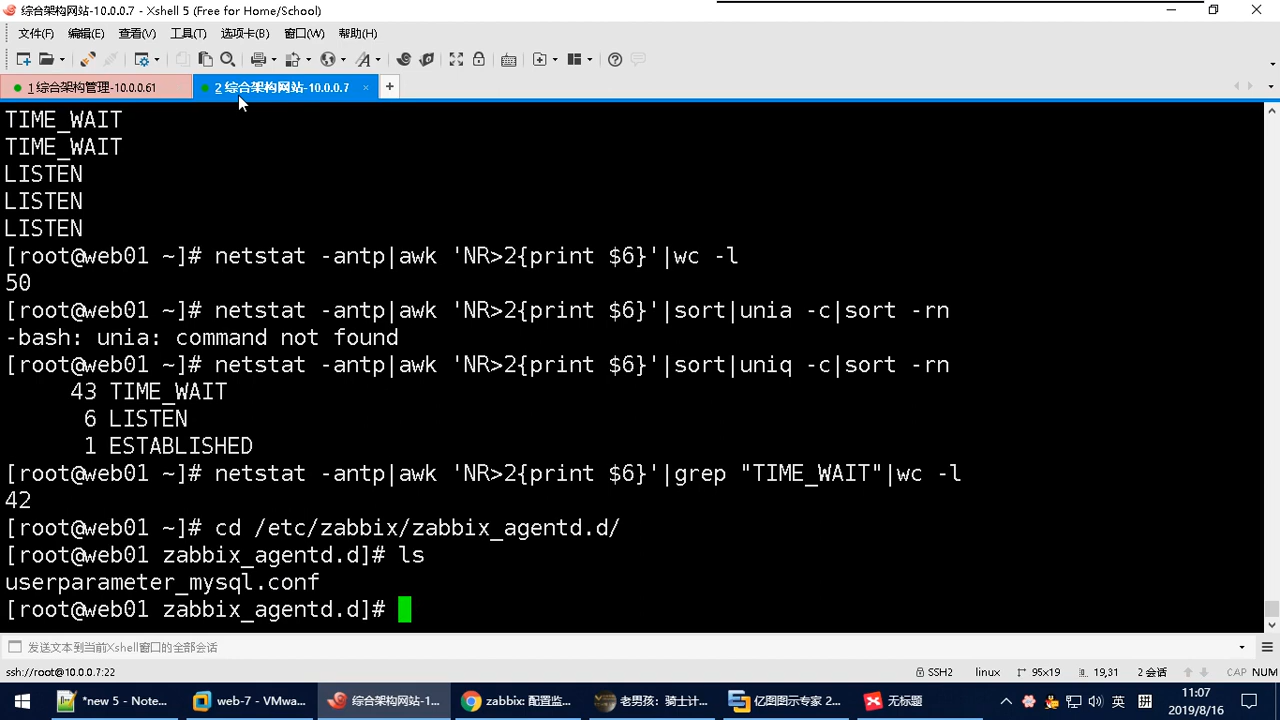 综合架构网站-10.0.0.7 - Xshell 5 (Free for Home/School)
文件(F) 编辑(E) 查看(V) 工具(T) 选项卡(B) 窗口(W) 帮助(H)
1 综合架构管理-10.0.0.61 2 综合架构网站-10.0.0.7 × +
TIME_WAIT
TIME_WAIT
LISTEN
LISTEN
LISTEN
[root@web01 ~]# netstat -antp|awk 'NR>2{print $6}'|wc -l
50
[root@web01 ~]# netstat -antp|awk 'NR>2{print $6}'|sort|unia -c|sort -rn
-bash: unia: command not found
[root@web01 ~]# netstat -antp|awk 'NR>2{print $6}'|sort|uniq -c|sort -rn
43 TIME_WAIT
6 LISTEN
1 ESTABLISHED
[root@web01 ~]# netstat -antp|awk 'NR>2{print $6}'|grep "TIME_WAIT"|wc -l
42
[root@web01 ~]# cd /etc/zabbix/zabbix_agentd.d/
[root@web01 zabbix_agentd.d]# ls
userparameter_mysql.conf
[root@web01 zabbix_agentd.d]#
发送文本到当前Xshell窗口的全部会话
ssh://root@10.0.0.7:22 SSH2 linux 95x19 19,31 2 会话 CAP NUM
*new 5 - Note... web-7 - VMwa... 综合架构网站-1... zabbix: 配置监... 老男孩：骑士计... 亿图图示专家 2... 无标题 英 拼 11:07
2019/8/16